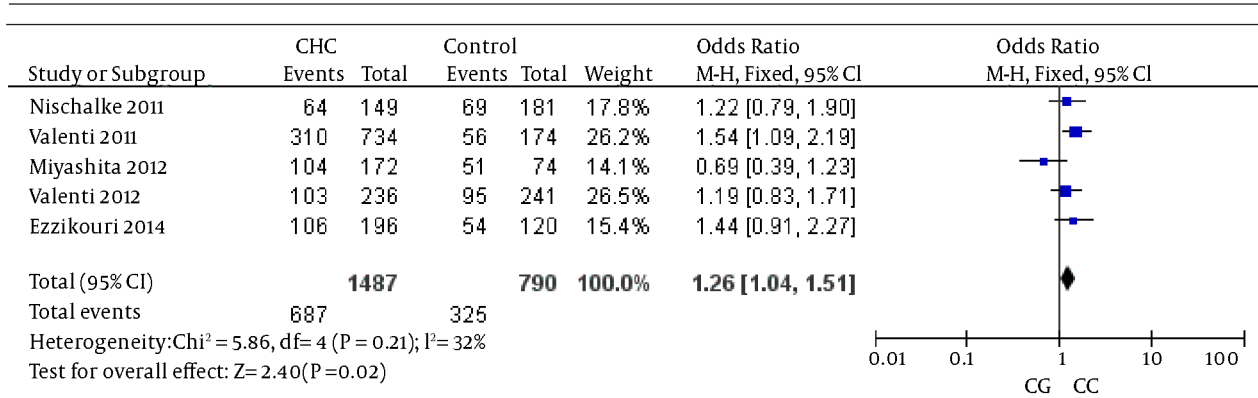 CHC Control Odds Ratio Odds Ratio
Study or Subgroup Events Total Events Total Weight M-H, Fixed, 95% CI M-H, Fixed, 95% CI
Nischalke 2011 64 149 69 181 17.8% 1.22 [0.79, 1.90]
Valenti 2011 310 734 56 174 26.2% 1.54 [1.09, 2.19]
Miyashita 2012 104 172 51 74 14.1% 0.69 [0.39, 1.23]
Valenti 2012 103 236 95 241 26.5% 1.19 [0.83, 1.71]
Ezzikouri 2014 106 196 54 120 15.4% 1.44 [0.91, 2.27]
Total (95% CI) 1487 790 100.0% 1.26 [1.04, 1.51]
Total events 687 325
Heterogeneity:Chi² = 5.86, df= 4 (P = 0.21); I²= 32%
Test for overall effect: Z= 2.40(P =0.02)
0.01 0.1 1 10 100
CG CC